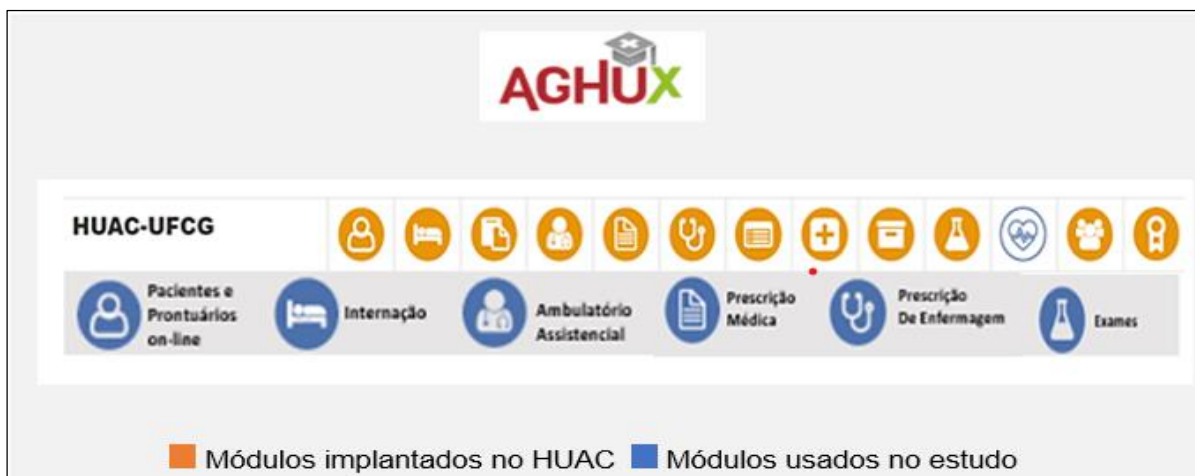 AGHUX
HUAC-UFCG
Pacientes e
Prontuários
on-line
Internação
Ambulatório
Assistencial
Prescrição
Médica
Prescrição
De Enfermagem
Exames
Módulos implantados no HUAC Módulos usados no estudo